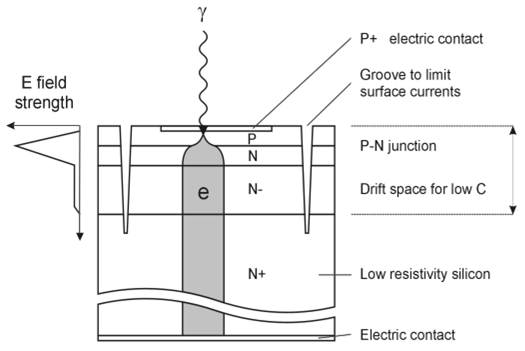 γ
P+ electric contact
E field
strength
Groove to limit
surface currents
P
P-N junction
N
e
N-
Drift space for low C
N+
Low resistivity silicon
Electric contact